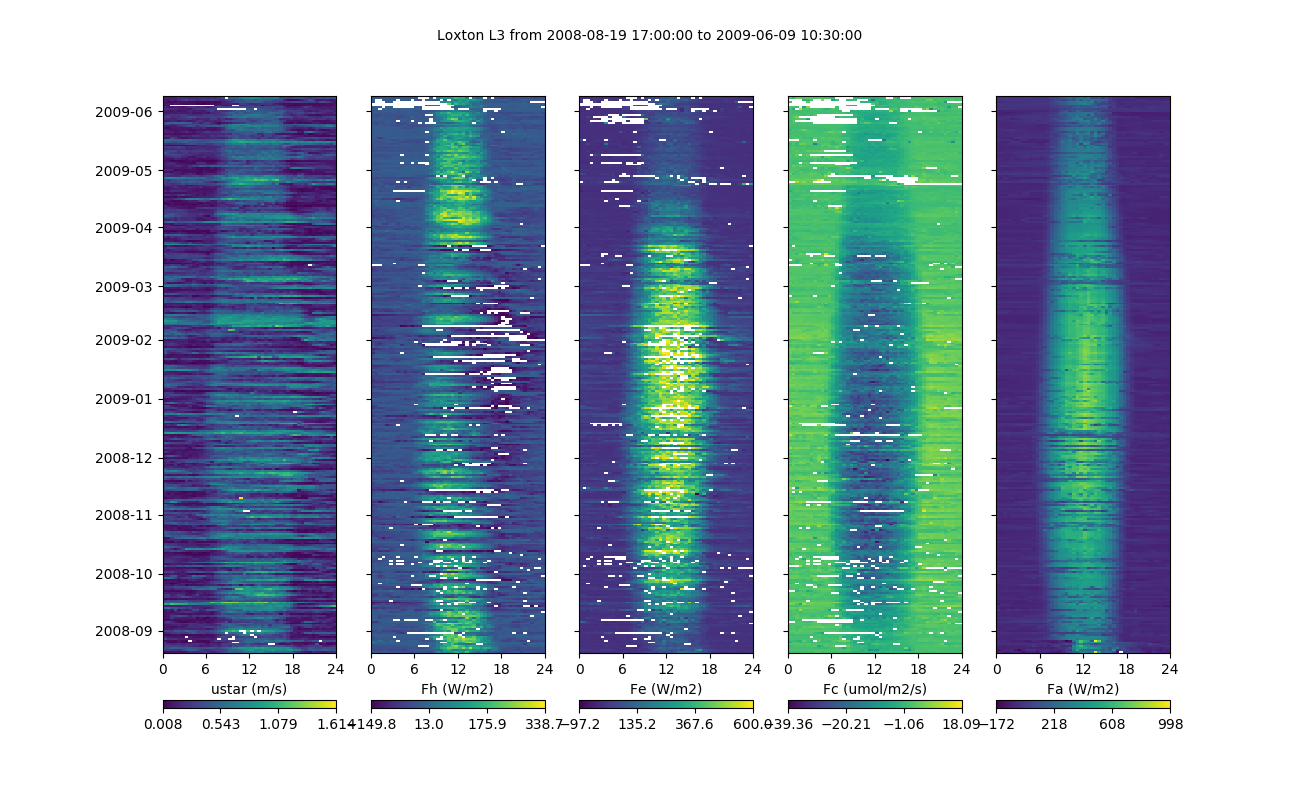 Loxton L3 from 2008-08-19 17:00:00 to 2009-06-09 10:30:00
2009-06
2009-05
2009-04
2009-03
2009-02
2009-01
2008-12
2008-11
2008-10
2008-09
0 6 12 18 24 0 6 12 18 24 0 6 12 18 24 0 6 12 18 24 0 6 12 18 24
ustar (m/s) Fh (W/m2) Fe (W/m2) Fc (umol/m2/s) Fa (W/m2)
0.008 0.543 1.079 1.614 −149.8 13.0 175.9 338.7 −97.2 135.2 367.6 600.0 −39.36 −20.21 −1.06 18.09 −172 218 608 998